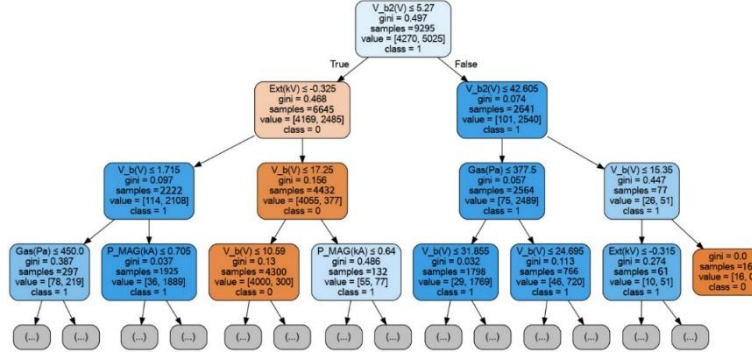 V_b2(V) ≤ 5.27
gini = 0.497
samples = 9295
value = [4270, 5025]
class = 1
True
False
Ext(kV) ≤ -0.325
gini = 0.468
samples = 6645
value = [4169, 2485]
class = 0
V_b2(V) ≤ 42.605
gini = 0.074
samples = 2641
value = [101, 2540]
class = 1
V_b(V) ≤ 1.715
gini = 0.097
samples = 2222
value = [114, 2108]
class = 1
V_b(V) ≤ 17.25
gini = 0.156
samples = 4432
value = [4055, 377]
class = 0
Gas(Pa) ≤ 377.5
gini = 0.057
samples = 2564
value = [75, 2489]
class = 1
V_b(V) ≤ 15.35
gini = 0.447
samples = 77
value = [26, 51]
class = 1
Gas(Pa) ≤ 450.0
gini = 0.387
samples = 297
value = [78, 219]
class = 1
P_MAG(kA) ≤ 0.705
gini = 0.037
samples = 1925
value = [36, 1889]
class = 1
V_b(V) ≤ 10.59
gini = 0.13
samples = 4300
value = [4000, 300]
class = 0
P_MAG(kA) ≤ 0.64
gini = 0.486
samples = 132
value = [55, 77]
class = 1
V_b(V) ≤ 31.855
gini = 0.032
samples = 1798
value = [29, 1769]
class = 1
V_b(V) ≤ 24.695
gini = 0.113
samples = 766
value = [46, 720]
class = 1
Ext(kV) ≤ -0.315
gini = 0.274
samples = 61
value = [10, 51]
class = 1
gini = 0.0
samples = 16
value = [16, 0
class = 0
(...)
(...)
(...)
(...)
(...)
(...)
(...)
(...)
(...)
(...)
(...)
(...)
(...)
(...)